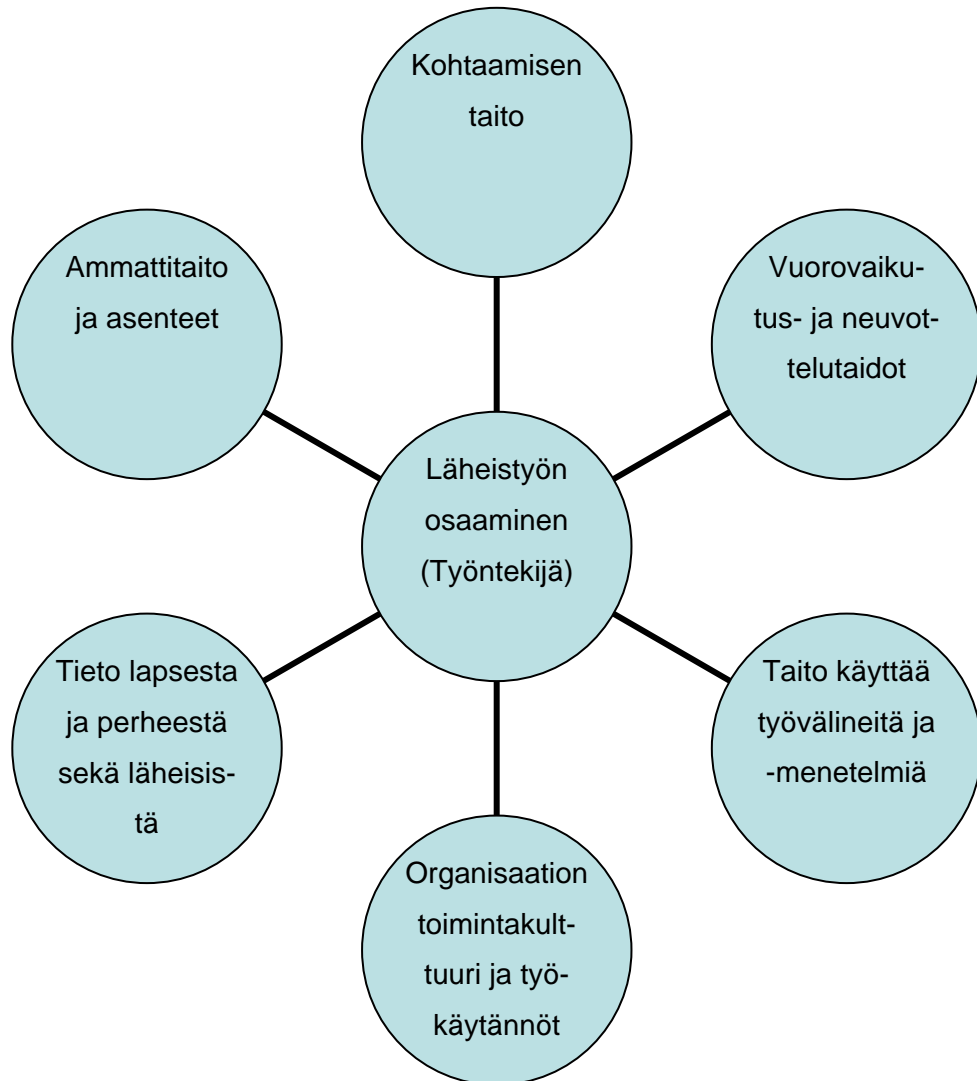 Kohtaamisen
taito
Ammattitaito
ja asenteet
Vuorovaiku-
tus- ja neuvot-
telutaidot
Läheistyön
osaaminen
(Työntekijä)
Tieto lapsesta
ja perheestä
sekä läheisis-
tä
Taito käyttää
työvälineitä ja
-menetelmiä
Organisaation
toimintakult-
tuuri ja työ-
käytännöt